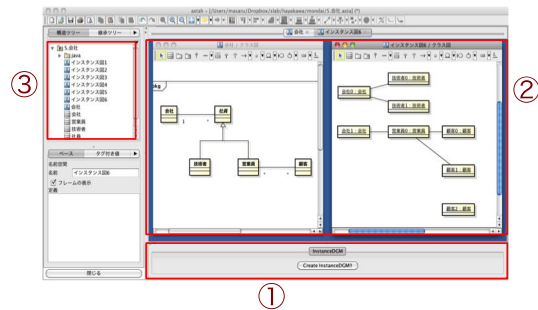 astah - [/Users/masaru/Dropbox/slab/hayakawa/monda/5.会社.asta] (*)
構造ツリー
継承ツリー
会社
インスタンス図6
③
5.会社
java
インスタンス図1
インスタンス図2
インスタンス図3
インスタンス図4
インスタンス図5
インスタンス図6
会社
会社
営業員
技術者
社員
会社 / クラス図
pkg
会社
社員
1
*
技術者
営業員
顧客
*
*
インスタンス図6 / クラス図
②
会社0 : 会社
技術者0 : 技術者
技術者1 : 技術者
会社1 : 会社
営業員0 : 営業員
顧客0 : 顧客
顧客1 : 顧客
顧客2 : 顧客
ベース
タグ付き値
名前空間
名前
インスタンス図6
フレームの表示
定義
閉じる
InstanceDGM
Create InstanceDGM!!
①